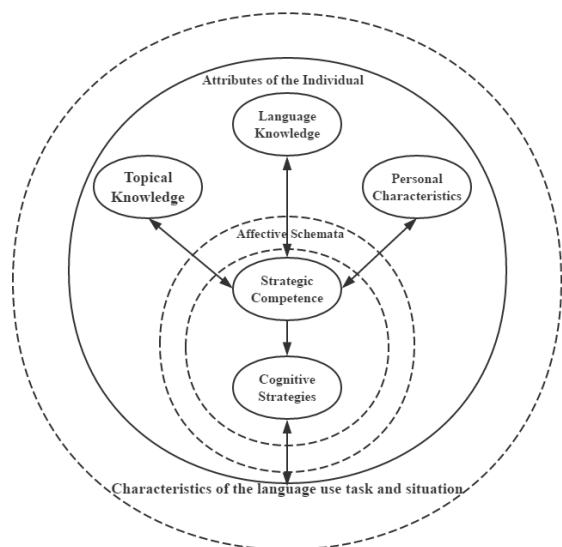 Attributes of the Individual
Language
Knowledge
Topical
Knowledge
Personal
Characteristics
Affective Schemata
Strategic
Competence
Cognitive
Strategies
Characteristics of the language use task and situation